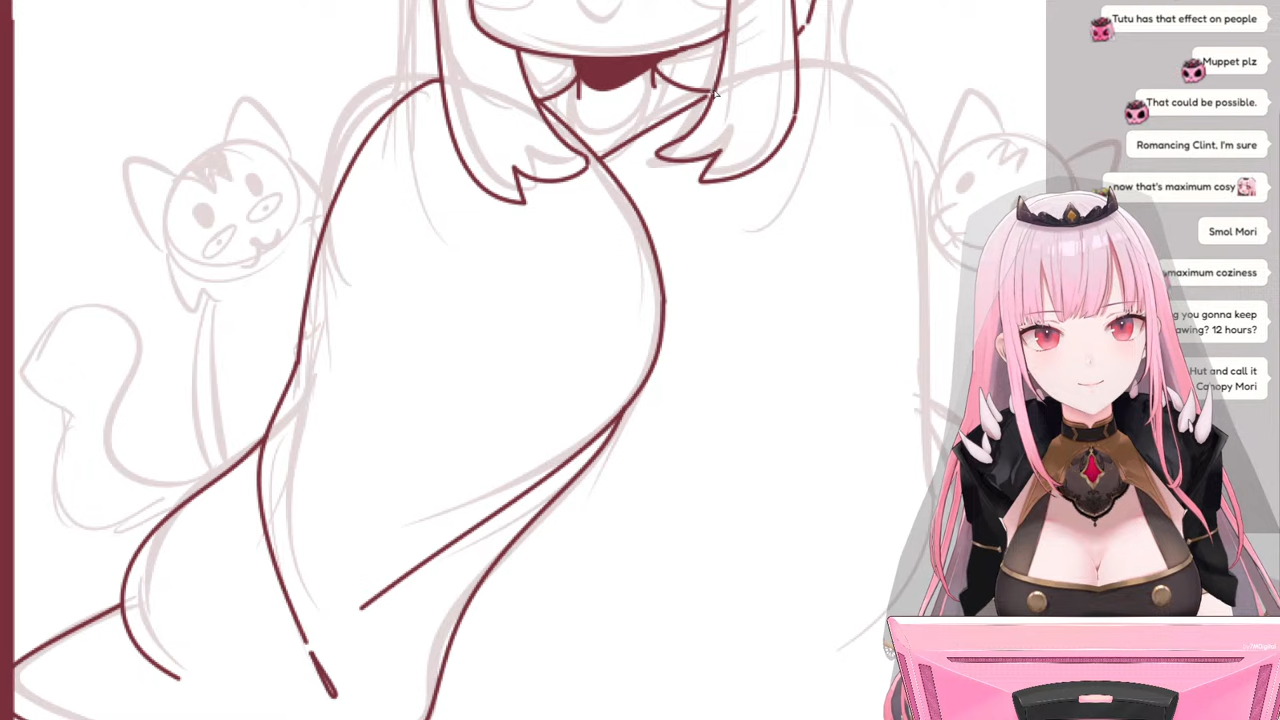 Tutu has that effect on people
Muppet plz
That could be possible.
Romancing Clint, I'm sure
now that's maximum cosy
Smol Mori
maximum coziness
you gonna keep
12 hours?
Hut and call it
Canopy Mori